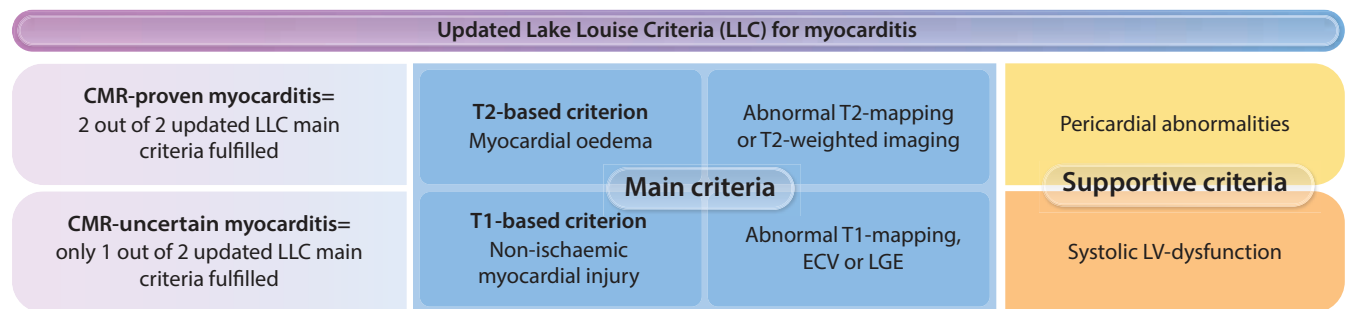 Updated Lake Louise Criteria (LLC) for myocarditis
CMR-proven myocarditis=
2 out of 2 updated LLC main
criteria fulfilled
CMR-uncertain myocarditis=
only 1 out of 2 updated LLC main
criteria fulfilled
T2-based criterion
Myocardial oedema
Abnormal T2-mapping
or T2-weighted imaging
Main criteria
T1-based criterion
Non-ischaemic
myocardial injury
Abnormal T1-mapping,
ECV or LGE
Pericardial abnormalities
Supportive criteria
Systolic LV-dysfunction